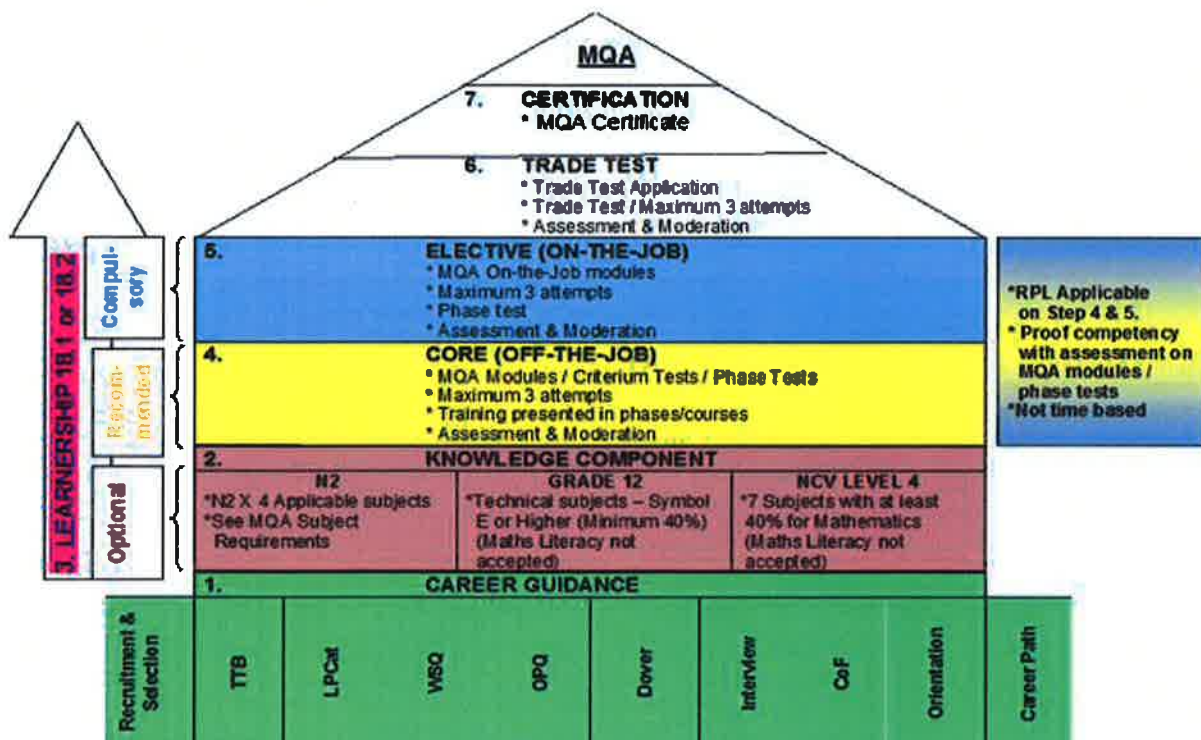 MQA
7. CERTIFICATION
* MQA Certificate
6. TRADE TEST
* Trade Test Application
* Trade Test / Maximum 3 attempts
* Assessment & Moderation
5. ELECTIVE (ON-THE-JOB)
* MQA On-the-Job modules
* Maximum 3 attempts
* Phase test
* Assessment & Moderation
4. CORE (OFF-THE-JOB)
* MQA Modules / Criterium Tests / Phase Tests
* Maximum 3 attempts
* Training presented in phases/courses
* Assessment & Moderation
2. KNOWLEDGE COMPONENT
N2
*N2 X 4 Applicable subjects
*See MQA Subject
Requirements
GRADE 12
*Technical subjects – Symbol
E or Higher (Minimum 40%)
(Maths Literacy not
accepted)
NCV LEVEL 4
*7 Subjects with at least
40% for Mathematics
(Maths Literacy not
accepted)
1. CAREER GUIDANCE
Recruitment &
Selection
TTB
LPCat
WSQ
OPQ
Dover
Interview
CoF
Orientation
Career Path
3. LEARNERSHIP 18.1 or 18.2
Compul-
sory
Recom-
mended
Optional
*RPL Applicable
on Step 4 & 5.
* Proof competency
with assessment on
MQA modules /
phase tests
*Not time based